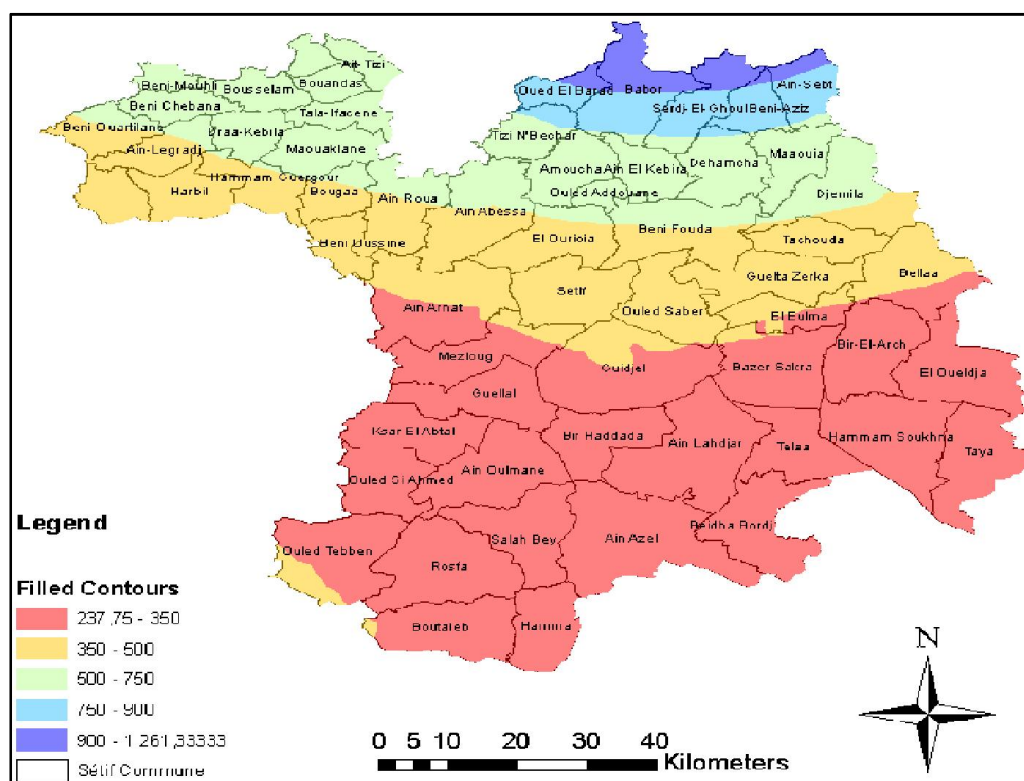 Ait-Tizi
Beni-Mouhli
Bousselam
Bouandas
Beni Chebana
Tala-Ifacene
Beni Ouartilane
Draa-Kebila
Ain-Legradj
Maouaklane
Harbil
Hammam Guergour
Bougaa
Ain Roua
Beni Oussine
Ain Abessa
Oued El Bared
Babor
Ain-Sebt
Serdj-El-Ghoul
Beni-Aziz
Tizi N'Bechar
Amoucha
Ain El Kebira
Dehamcha
Maaouia
Ouled Addouane
Djemila
Beni Fouda
El Ouricia
Tachouda
Setif
Guelta Zerka
Bellaa
Ouled Saber
El Eulma
Ain Arnat
Bir-El-Arch
Mezloug
Guidjel
Bazer Sakra
El Oueldja
Guellal
Ksar El Abtal
Bir Haddada
Ain Lahdjar
Telaa
Hammam Soukhna
Taya
Ain Oulmane
Ouled Si Ahmed
Beidha Bordj
Ouled Tebben
Salah Bey
Ain Azel
Rosfa
Boutaleb
Hamma
Legend
Filled Contours
237,75 - 350
350 - 500
500 - 750
750 - 900
900 - 1 261,33333
Sétif Commune
0 5 10 20 30 40
Kilometers
N